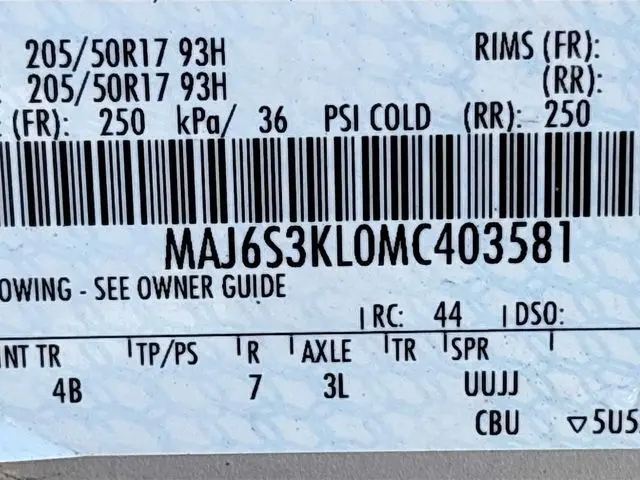 205/50R17 93H RIMS (FR):
205/50R17 93H (RR):
(FR): 250 kPa/ 36 PSI COLD (RR): 250
MAJ6S3KL0MC403581
OWING - SEE OWNER GUIDE
RC: 44 DSO:
INT TR TP/PS R AXLE TR SPR
4B 7 3L UUJJ
CBU ▽5U5